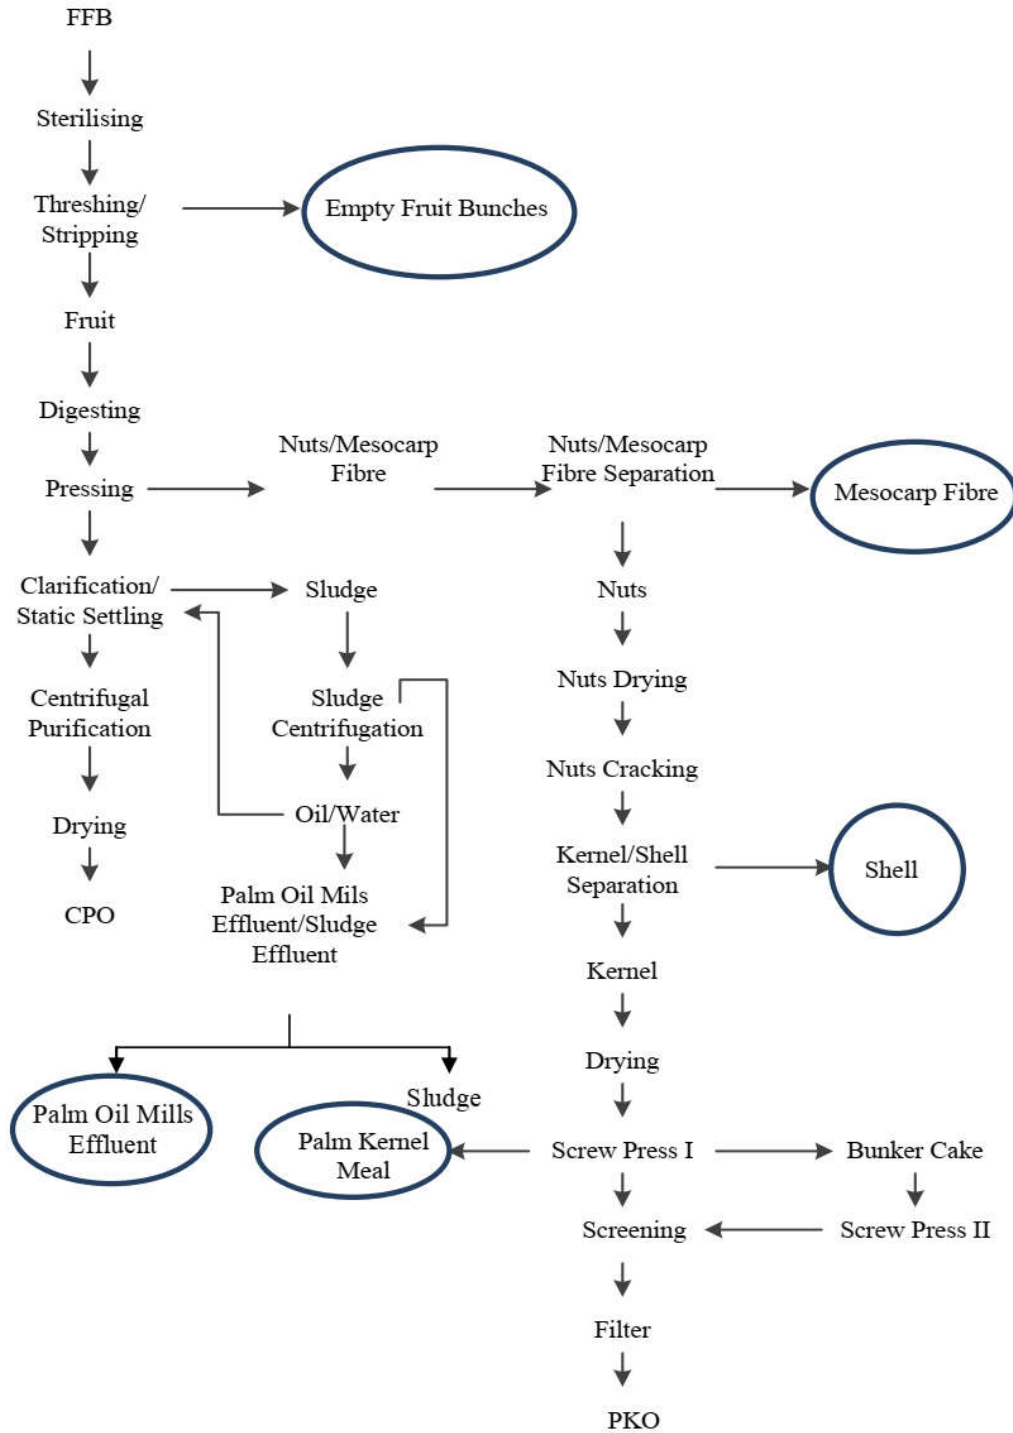 FFB
Sterilising
Threshing/
Stripping
Empty Fruit Bunches
Fruit
Digesting
Pressing
Nuts/Mesocarp
Fibre
Nuts/Mesocarp
Fibre Separation
Mesocarp Fibre
Clarification/
Static Settling
Sludge
Nuts
Centrifugal
Purification
Sludge
Centrifugation
Nuts Drying
Nuts Cracking
Drying
Oil/Water
Kernel/Shell
Separation
Shell
CPO
Palm Oil Mils
Effluent/Sludge
Effluent
Kernel
Drying
Palm Oil Mills
Effluent
Sludge
Palm Kernel
Meal
Screw Press I
Bunker Cake
Screening
Screw Press II
Filter
PKO